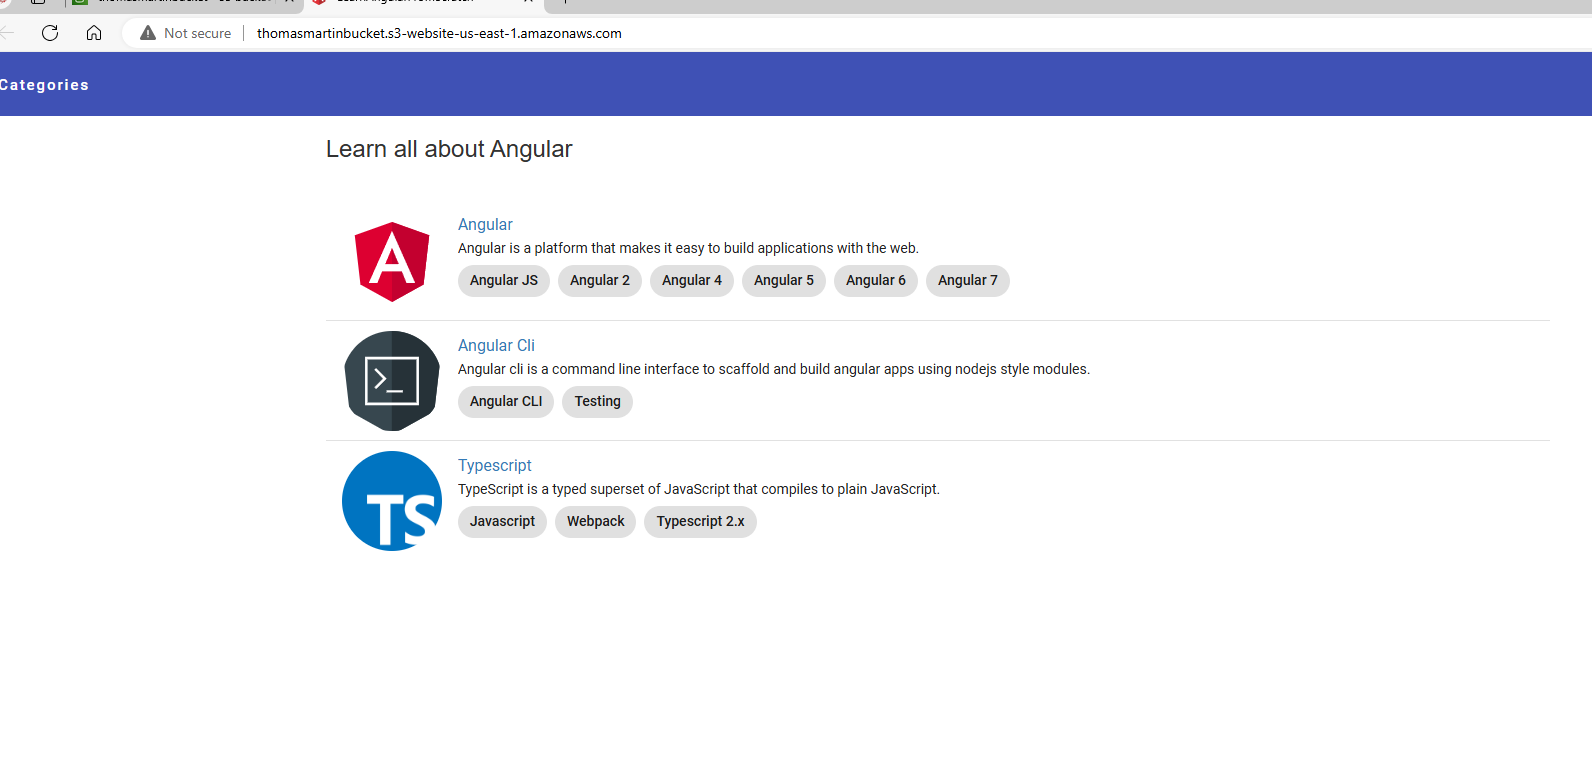 Not secure thomasmartinbucket.s3-website-us-east-1.amazonaws.com
Categories
Learn all about Angular
Angular
Angular is a platform that makes it easy to build applications with the web.
Angular JS Angular 2 Angular 4 Angular 5 Angular 6 Angular 7
Angular Cli
Angular cli is a command line interface to scaffold and build angular apps using nodejs style modules.
Angular CLI Testing
Typescript
TypeScript is a typed superset of JavaScript that compiles to plain JavaScript.
TS
Javascript Webpack Typescript 2.x